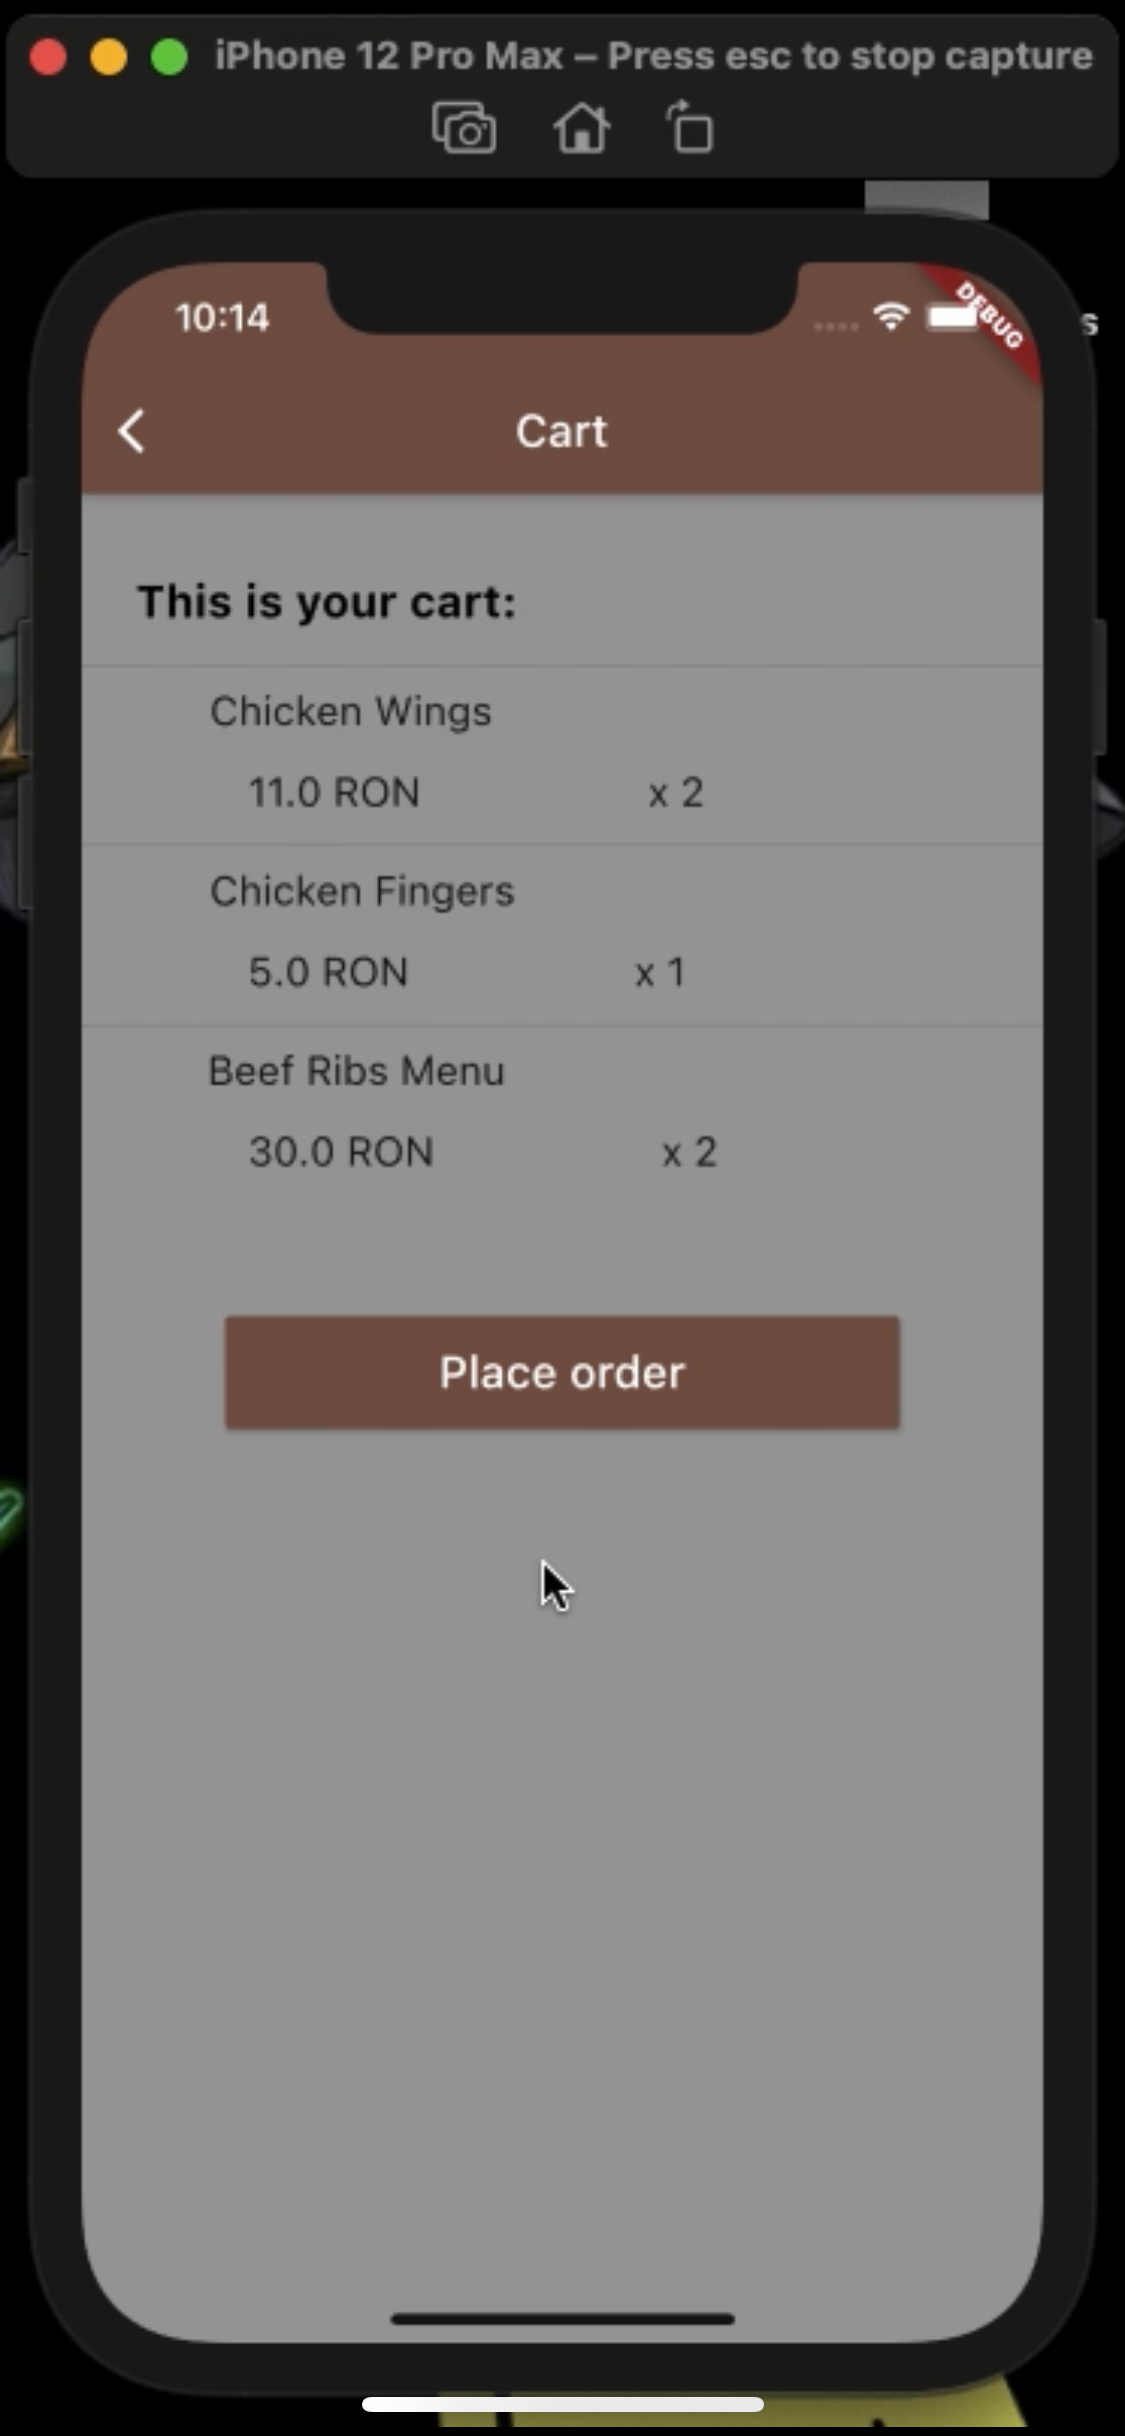 iPhone 12 Pro Max – Press esc to stop capture
10:14
DEBUG
s
Cart
This is your cart:
Chicken Wings
11.0 RON x 2
Chicken Fingers
5.0 RON x 1
Beef Ribs Menu
30.0 RON x 2
Place order